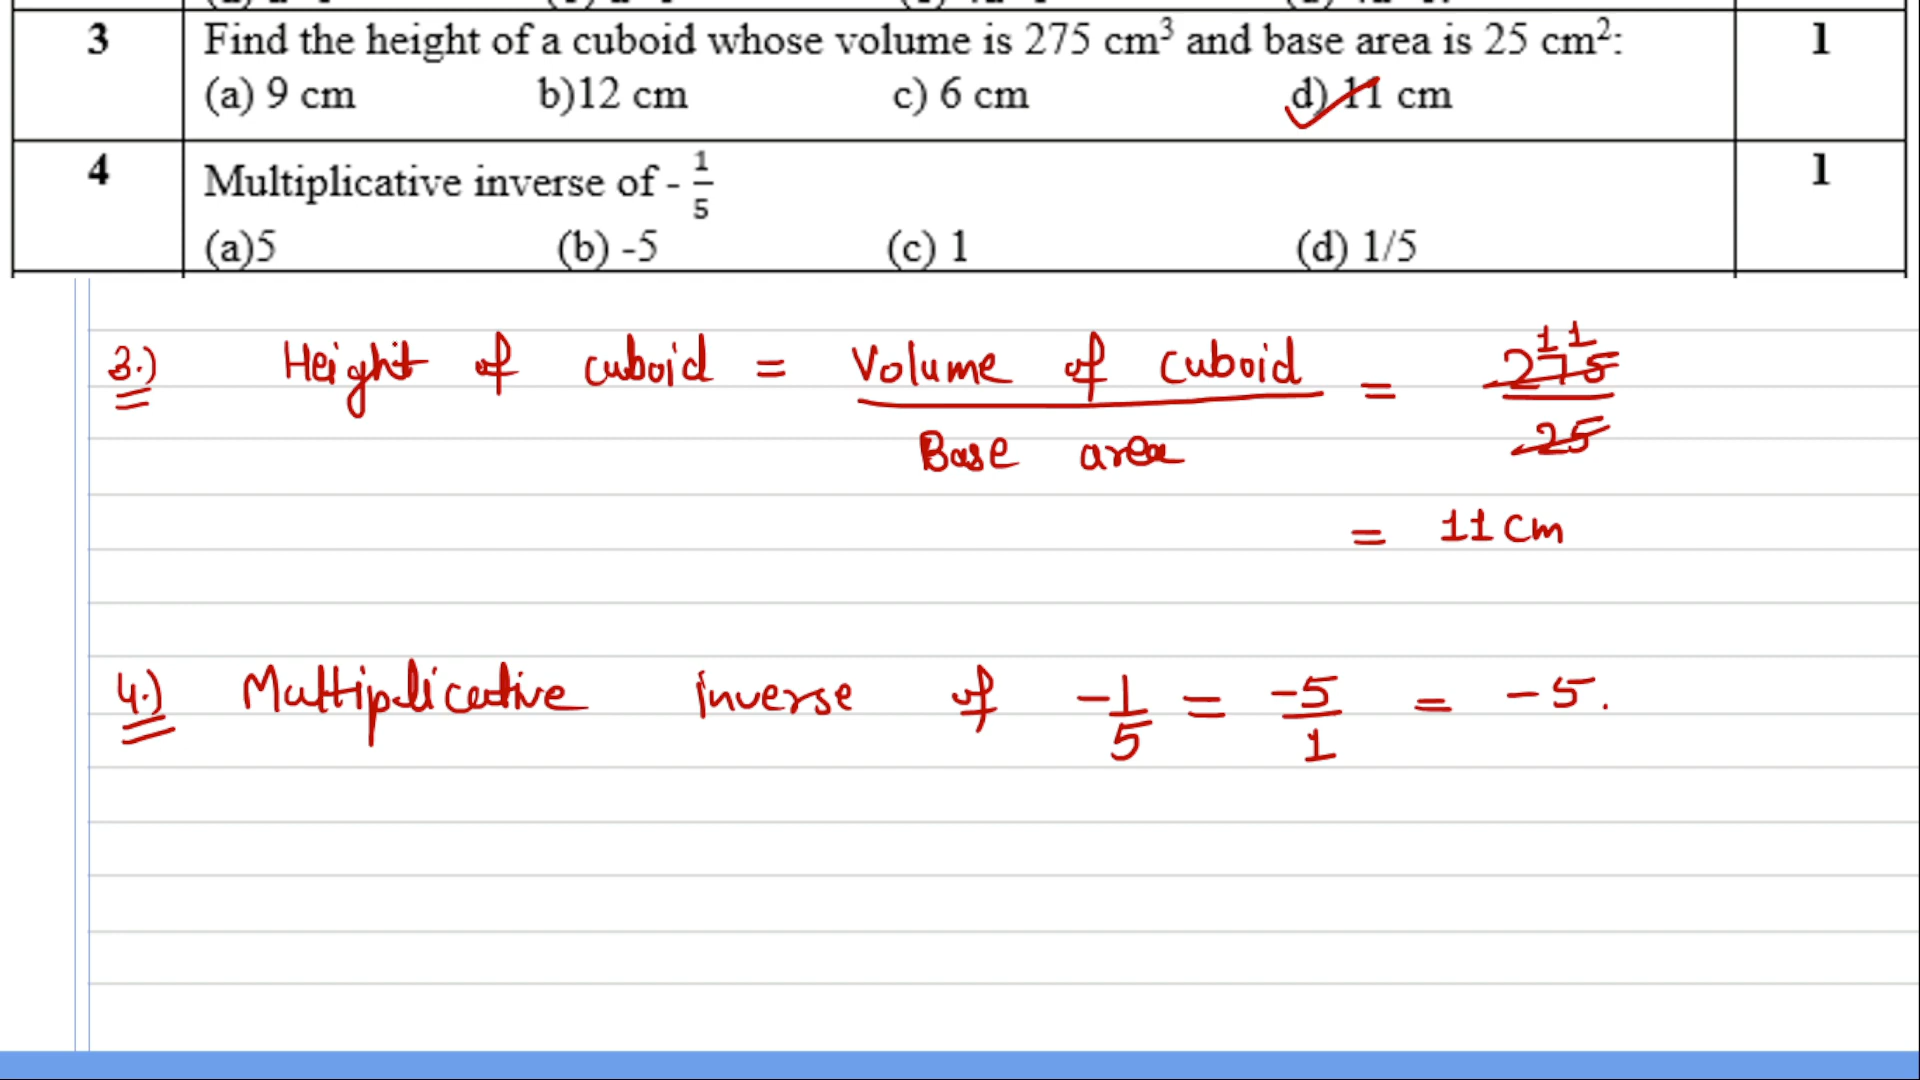 3 Find the height of a cuboid whose volume is 275 cm³ and base area is 25 cm²: 1
(a) 9 cm b)12 cm c) 6 cm d) 11 cm
4 Multiplicative inverse of - 1/5 1
(a)5 (b) -5 (c) 1 (d) 1/5
3.) Height of cuboid = Volume of cuboid / Base area = 275 / 25 11
= 11 cm
4.) Multiplicative inverse of -1/5 = -5/1 = -5.